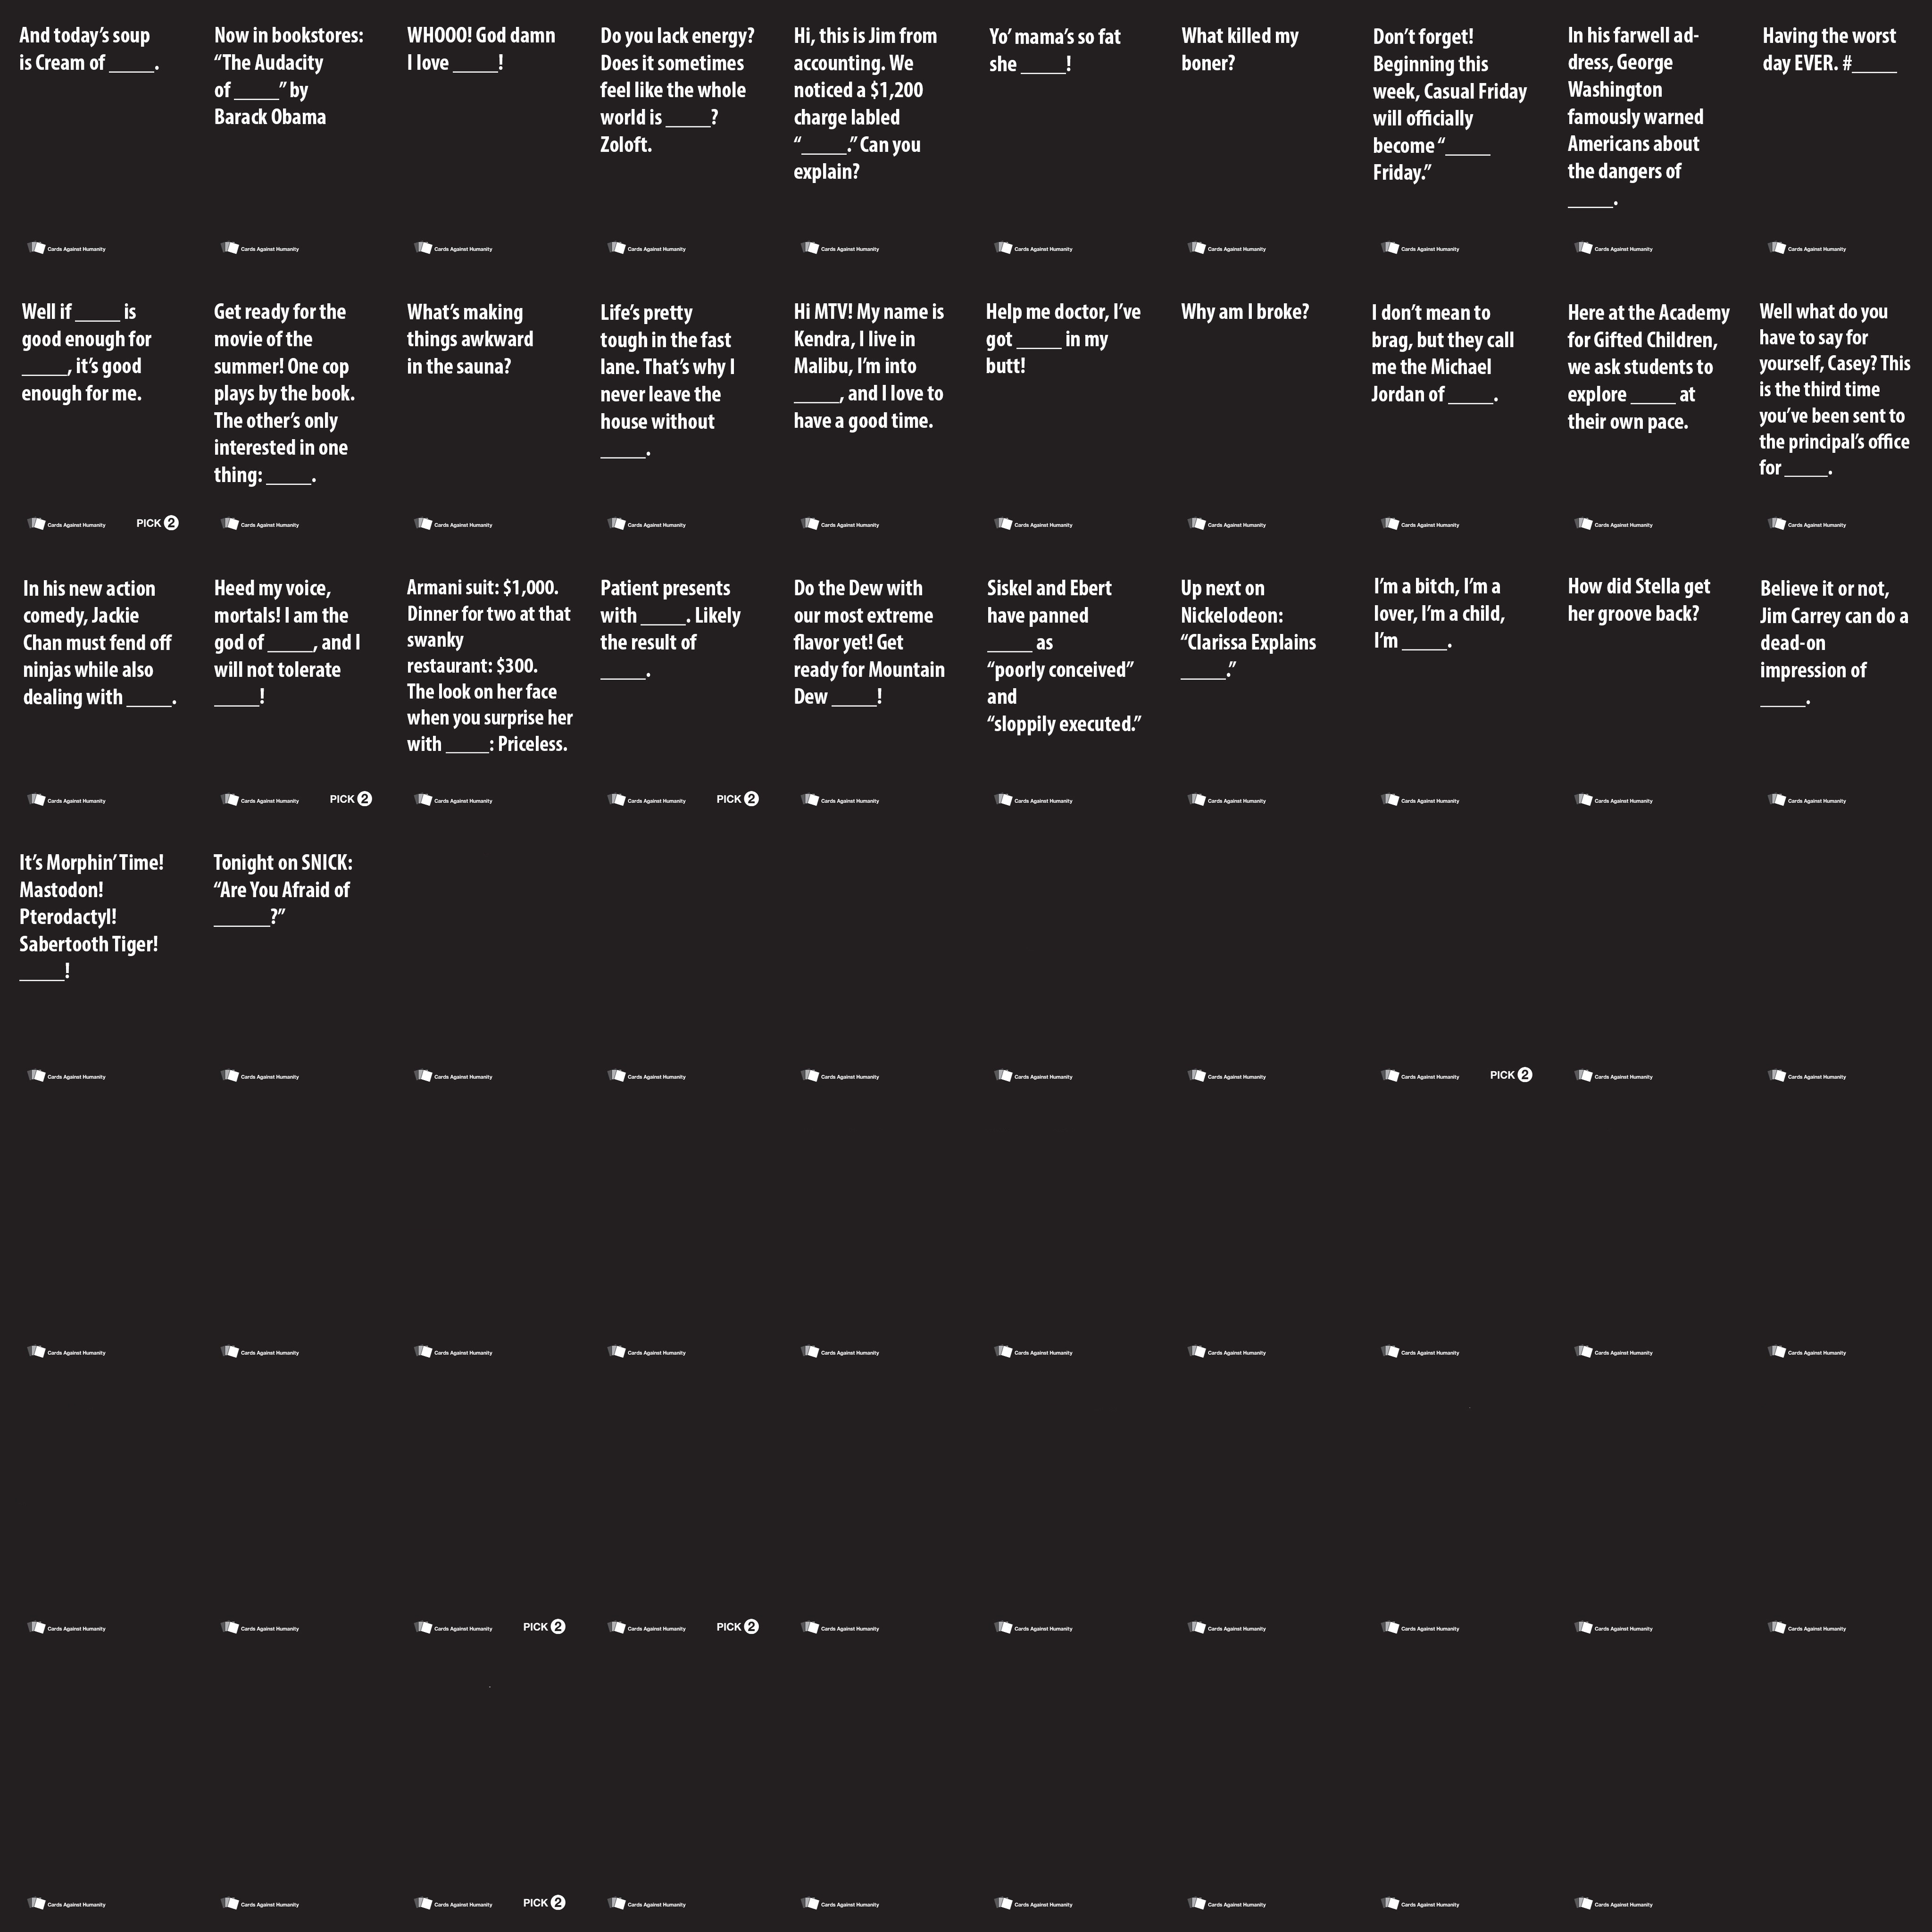 And today’s soup
is Cream of _____.
Cards Against Humanity
Now in bookstores:
“The Audacity
of _____” by
Barack Obama
Cards Against Humanity
WHOOO! God damn
I love _____!
Cards Against Humanity
Do you lack energy?
Does it sometimes
feel like the whole
world is _____?
Zoloft.
Cards Against Humanity
Hi, this is Jim from
accounting. We
noticed a $1,200
charge labled
“_____.” Can you
explain?
Cards Against Humanity
Yo’ mama’s so fat
she _____!
Cards Against Humanity
What killed my
boner?
Cards Against Humanity
Don’t forget!
Beginning this
week, Casual Friday
will officially
become “_____
Friday.”
Cards Against Humanity
In his farwell ad-
dress, George
Washington
famously warned
Americans about
the dangers of
_____.
Cards Against Humanity
Having the worst
day EVER. #_____
Cards Against Humanity
Well if _____ is
good enough for
_____, it’s good
enough for me.
Cards Against Humanity PICK 2
Get ready for the
movie of the
summer! One cop
plays by the book.
The other’s only
interested in one
thing: _____.
Cards Against Humanity
What’s making
things awkward
in the sauna?
Cards Against Humanity
Life’s pretty
tough in the fast
lane. That’s why I
never leave the
house without
_____.
Cards Against Humanity
Hi MTV! My name is
Kendra, I live in
Malibu, I’m into
_____, and I love to
have a good time.
Cards Against Humanity
Help me doctor, I’ve
got _____ in my
butt!
Cards Against Humanity
Why am I broke?
Cards Against Humanity
I don’t mean to
brag, but they call
me the Michael
Jordan of _____.
Cards Against Humanity
Here at the Academy
for Gifted Children,
we ask students to
explore _____ at
their own pace.
Cards Against Humanity
Well what do you
have to say for
yourself, Casey? This
is the third time
you’ve been sent to
the principal’s office
for _____.
Cards Against Humanity
In his new action
comedy, Jackie
Chan must fend off
ninjas while also
dealing with _____.
Cards Against Humanity
Heed my voice,
mortals! I am the
god of _____, and I
will not tolerate
_____!
Cards Against Humanity PICK 2
Armani suit: $1,000.
Dinner for two at that
swanky
restaurant: $300.
The look on her face
when you surprise her
with _____: Priceless.
Cards Against Humanity
Patient presents
with _____. Likely
the result of
_____.
Cards Against Humanity PICK 2
Do the Dew with
our most extreme
flavor yet! Get
ready for Mountain
Dew _____!
Cards Against Humanity
Siskel and Ebert
have panned
_____ as
“poorly conceived”
and
“sloppily executed.”
Cards Against Humanity
Up next on
Nickelodeon:
“Clarissa Explains
_____.”
Cards Against Humanity
I’m a bitch, I’m a
lover, I’m a child,
I’m _____.
Cards Against Humanity
How did Stella get
her groove back?
Cards Against Humanity
Believe it or not,
Jim Carrey can do a
dead-on
impression of
_____.
Cards Against Humanity
It’s Morphin’ Time!
Mastodon!
Pterodactyl!
Sabertooth Tiger!
_____!
Cards Against Humanity
Tonight on SNICK:
“Are You Afraid of
______?”
Cards Against Humanity
Cards Against Humanity
Cards Against Humanity
Cards Against Humanity
Cards Against Humanity
Cards Against Humanity
Cards Against Humanity PICK 2
Cards Against Humanity
Cards Against Humanity
Cards Against Humanity
Cards Against Humanity
Cards Against Humanity
Cards Against Humanity
Cards Against Humanity
Cards Against Humanity
Cards Against Humanity
Cards Against Humanity
Cards Against Humanity
Cards Against Humanity
Cards Against Humanity
Cards Against Humanity
Cards Against Humanity PICK 2
Cards Against Humanity PICK 2
Cards Against Humanity
Cards Against Humanity
Cards Against Humanity
Cards Against Humanity
Cards Against Humanity
Cards Against Humanity
Cards Against Humanity
Cards Against Humanity
Cards Against Humanity PICK 2
Cards Against Humanity
Cards Against Humanity
Cards Against Humanity
Cards Against Humanity
Cards Against Humanity
Cards Against Humanity